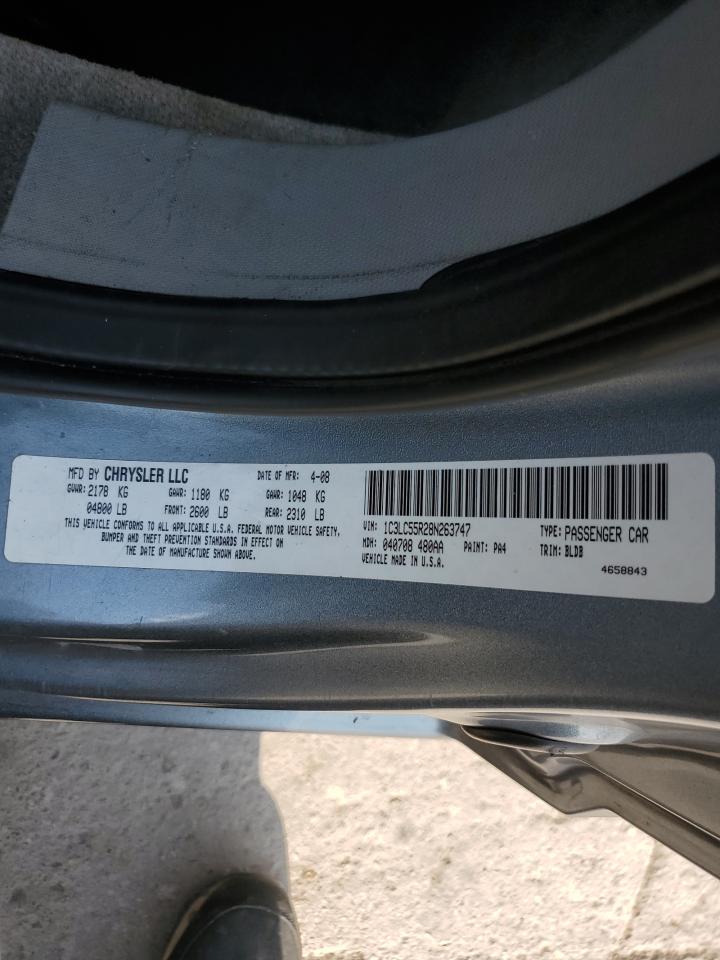 MFD BY CHRYSLER LLC DATE OF MFR: 4-08
GVWR: 2178 KG GAWR: 1180 KG GAWR: 1048 KG
04800 LB FRONT: 2600 LB REAR: 2310 LB
THIS VEHICLE CONFORMS TO ALL APPLICABLE U.S.A. FEDERAL MOTOR VEHICLE SAFETY,
BUMPER AND THEFT PREVENTION STANDARDS IN EFFECT ON
THE DATE OF MANUFACTURE SHOWN ABOVE.
VIN: 1C3LC55R28N263747 TYPE: PASSENGER CAR
MDH: 040708 480AA PAINT: PA4 TRIM: BLDB
VEHICLE MADE IN U.S.A. 4658843